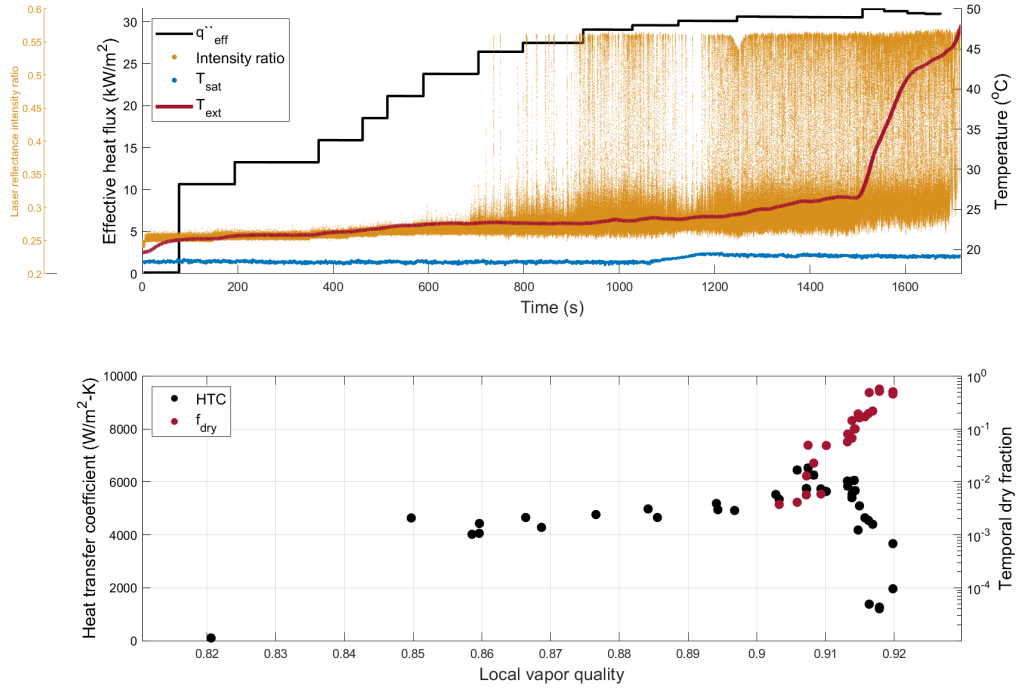 0.6
0.55
0.5
0.45
0.4
0.35
0.3
0.25
0.2
Laser reflectance intensity ratio
30
25
20
15
10
5
0
Effective heat flux (kW/m²)
q``eff
Intensity ratio
Tsat
Text
50
45
40
35
30
25
20
Temperature (°C)
0 200 400 600 800 1000 1200 1400 1600
Time (s)
10000
8000
6000
4000
2000
0
Heat transfer coefficient (W/m²-K)
HTC
fdry
10⁰
10⁻¹
10⁻²
10⁻³
10⁻⁴
Temporal dry fraction
0.82 0.83 0.84 0.85 0.86 0.87 0.88 0.89 0.9 0.91 0.92
Local vapor quality